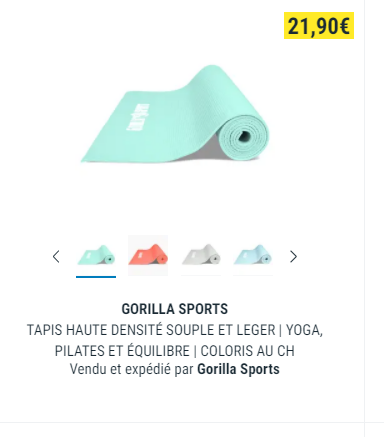 21,90€
GORILLA SPORTS
TAPIS HAUTE DENSITÉ SOUPLE ET LEGER | YOGA,
PILATES ET ÉQUILIBRE | COLORIS AU CH
Vendu et expédié par Gorilla Sports